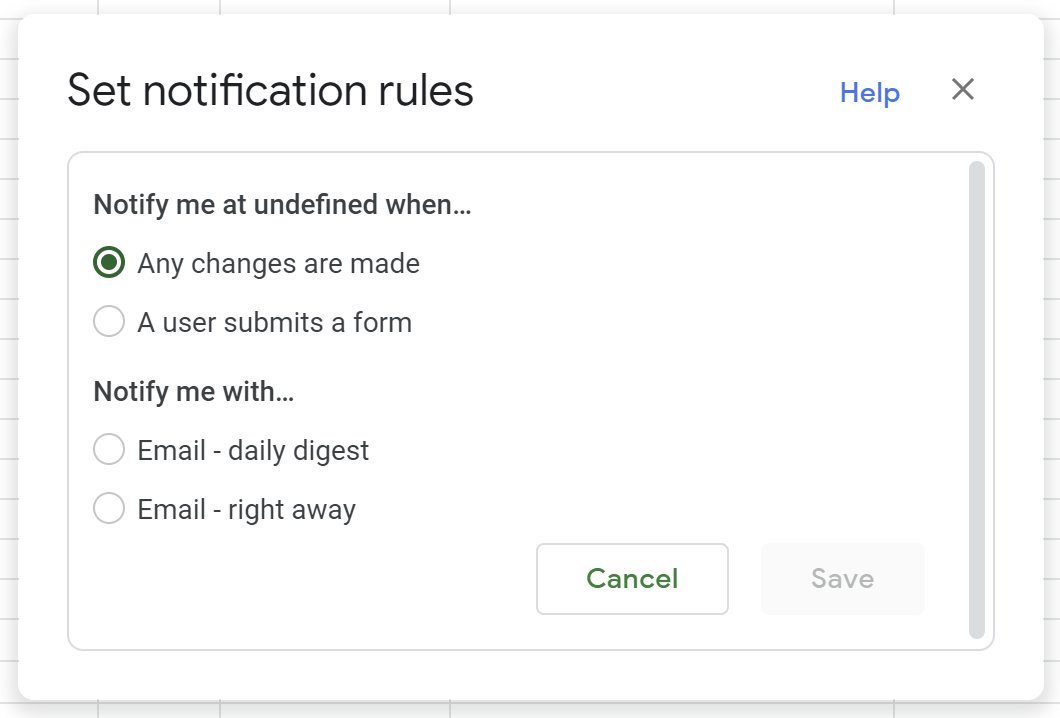 Set notification rules
Help
Notify me at undefined when…
Any changes are made
A user submits a form
Notify me with…
Email - daily digest
Email - right away
Cancel
Save